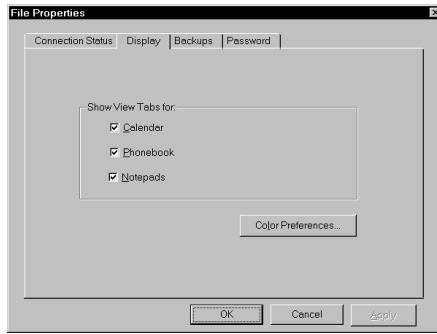 File Properties
Connection Status Display Backups Password
Show View Tabs for:
Calendar
Phonebook
Notepads
Color Preferences...
OK Cancel Apply